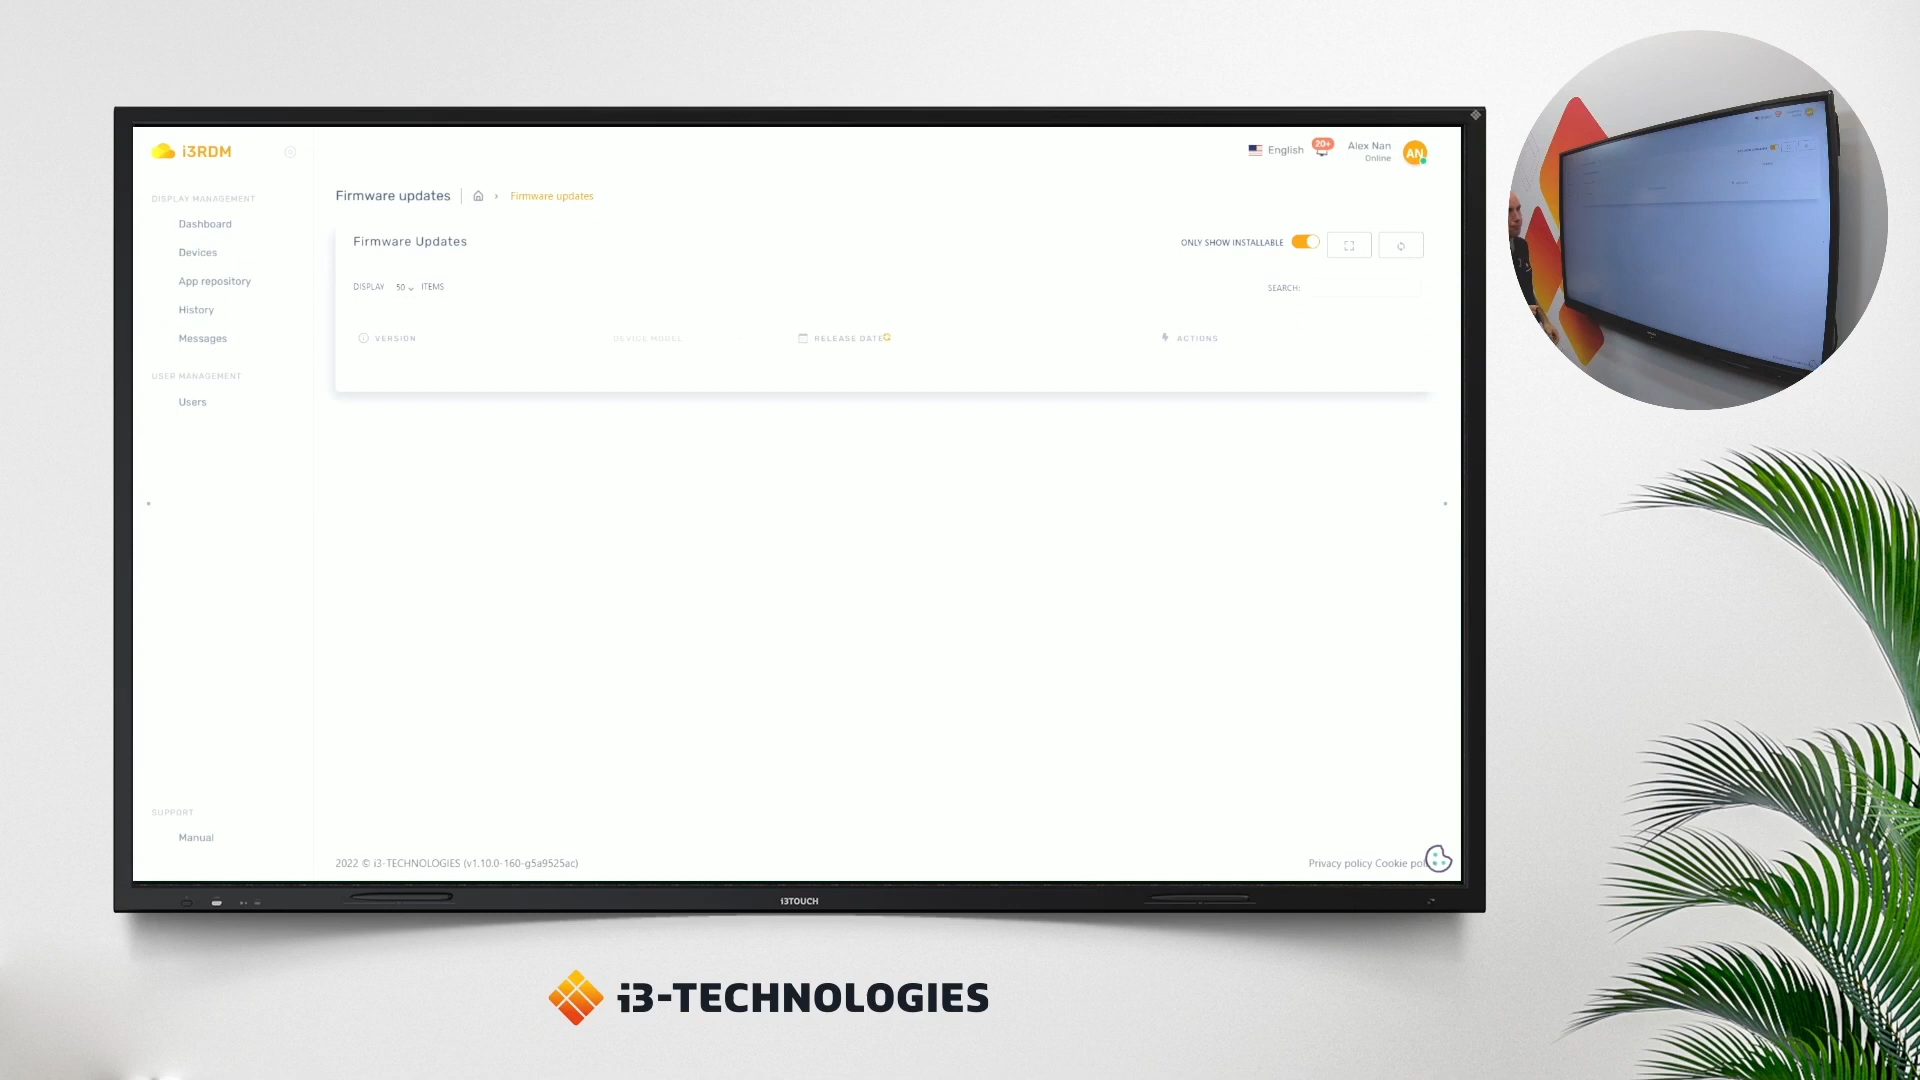 i3RDM
English
20+
Alex Nan
Online
AN
DISPLAY MANAGEMENT
Dashboard
Devices
App repository
History
Messages
USER MANAGEMENT
Users
SUPPORT
Manual
Firmware updates
Firmware updates
Firmware Updates
ONLY SHOW INSTALLABLE
DISPLAY 50 ITEMS
SEARCH:
VERSION
DEVICE MODEL
RELEASE DATE
ACTIONS
2022 © i3-TECHNOLOGIES (v1.10.0-160-g5a9525ac)
Privacy policy Cookie
i3TOUCH
i3-TECHNOLOGIES